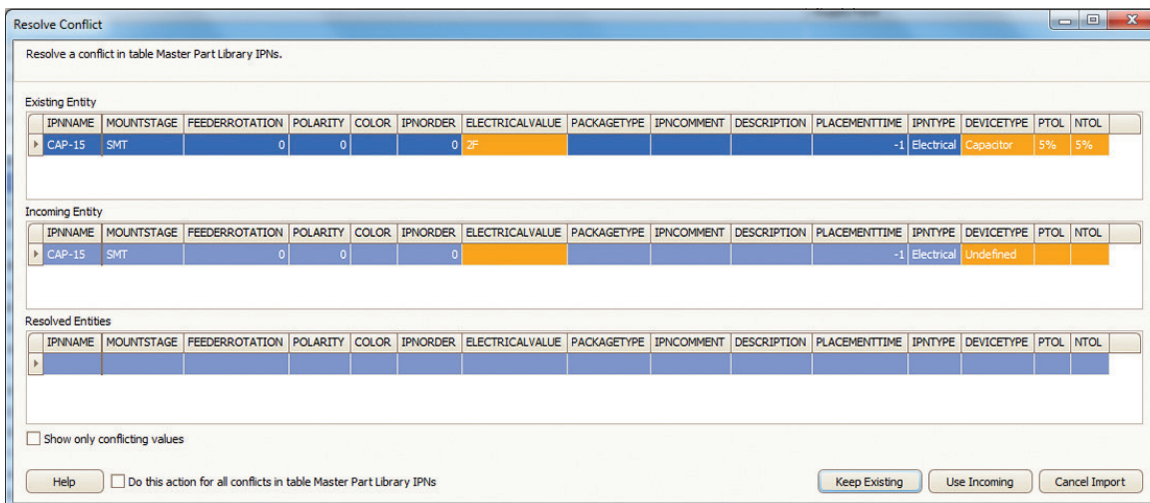 Resolve Conflict
Resolve a conflict in table Master Part Library IPNs.
Existing Entity
IPNNAME MOUNTSTAGE FEEDERROTATION POLARITY COLOR IPNORDER ELECTRICALVALUE PACKAGETYPE IPNCOMMENT DESCRIPTION PLACEMENTTIME IPNTYPE DEVICETYPE PTOL NTOL
CAP-15 SMT 0 0 0 2F -1 Electrical Capacitor 5% 5%
Incoming Entity
IPNNAME MOUNTSTAGE FEEDERROTATION POLARITY COLOR IPNORDER ELECTRICALVALUE PACKAGETYPE IPNCOMMENT DESCRIPTION PLACEMENTTIME IPNTYPE DEVICETYPE PTOL NTOL
CAP-15 SMT 0 0 0 -1 Electrical Undefined
Resolved Entities
IPNNAME MOUNTSTAGE FEEDERROTATION POLARITY COLOR IPNORDER ELECTRICALVALUE PACKAGETYPE IPNCOMMENT DESCRIPTION PLACEMENTTIME IPNTYPE DEVICETYPE PTOL NTOL
Show only conflicting values
Help Do this action for all conflicts in table Master Part Library IPNs Keep Existing Use Incoming Cancel Import